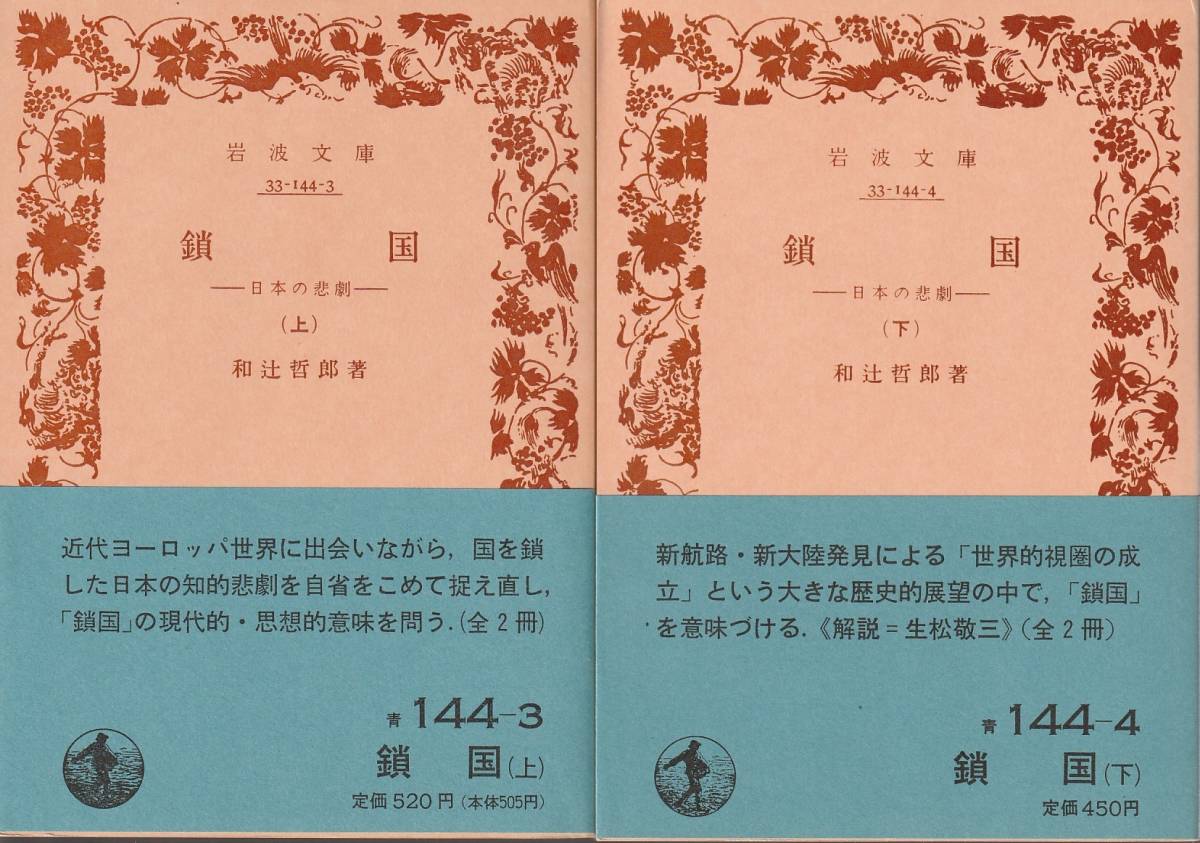 岩波文庫
33-144-3
鎖国
—日本の悲劇—
(上)
和辻哲郎著
近代ヨーロッパ世界に出会いながら,国を鎖
した日本の知的悲劇を自省をこめて捉え直し,
「鎖国」の現代的・思想的意味を問う.(全2冊)
青 144-3
鎖国(上)
定価520円(本体505円)
岩波文庫
33-144-4
鎖国
—日本の悲劇—
(下)
和辻哲郎著
新航路・新大陸発見による「世界的視圏の成
立」という大きな歴史的展望の中で,「鎖国」
を意味づける.《解説=生松敬三》(全2冊)
青 144-4
鎖国(下)
定価450円